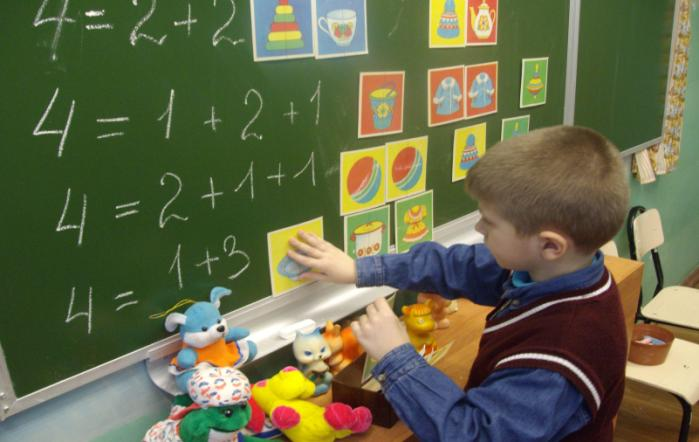 4 = 2 + 2
4 = 1 + 2 + 1
4 = 2 + 1 + 1
4 = 1 + 3